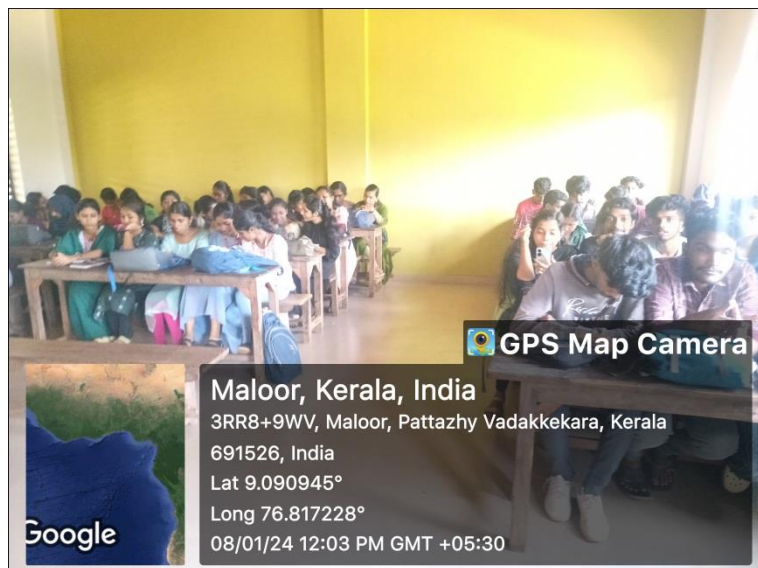 GPS Map Camera
Maloor, Kerala, India
3RR8+9WV, Maloor, Pattazhy Vadakkekara, Kerala
691526, India
Lat 9.090945°
Long 76.817228°
08/01/24 12:03 PM GMT +05:30
Google